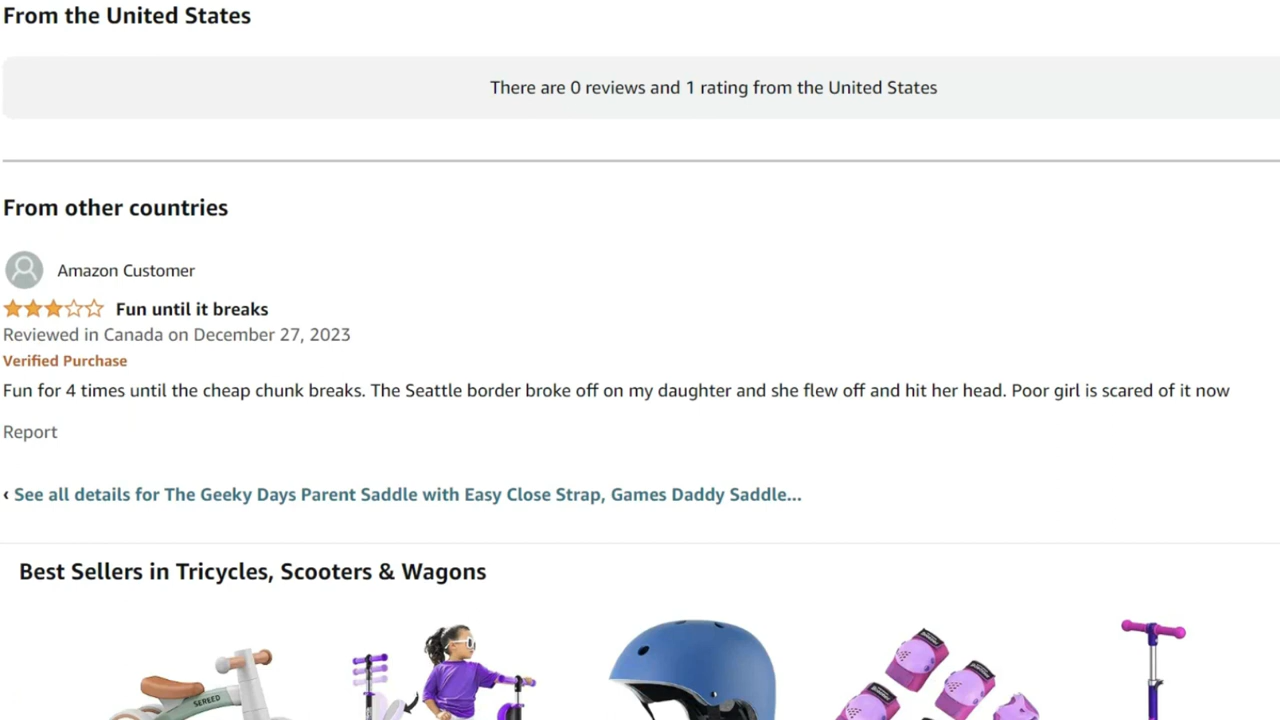 From the United States
There are 0 reviews and 1 rating from the United States
From other countries
Amazon Customer
Fun until it breaks
Reviewed in Canada on December 27, 2023
Verified Purchase
Fun for 4 times until the cheap chunk breaks. The Seattle border broke off on my daughter and she flew off and hit her head. Poor girl is scared of it now
Report
‹ See all details for The Geeky Days Parent Saddle with Easy Close Strap, Games Daddy Saddle...
Best Sellers in Tricycles, Scooters & Wagons
SEREED